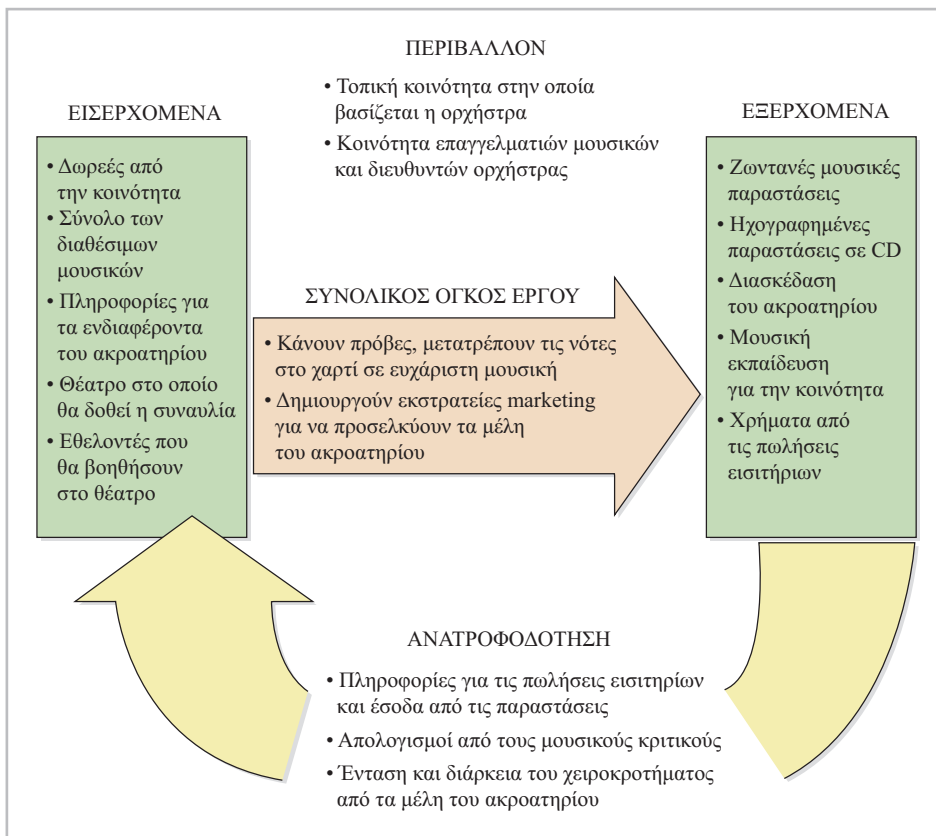 ΠΕΡΙΒΑΛΛΟΝ
• Τοπική κοινότητα στην οποία
βασίζεται η ορχήστρα
• Κοινότητα επαγγελματιών μουσικών
και διευθυντών ορχήστρας
ΕΙΣΕΡΧΟΜΕΝΑ
• Δωρεές από
την κοινότητα
• Σύνολο των
διαθέσιμων
μουσικών
• Πληροφορίες για
τα ενδιαφέροντα
του ακροατηρίου
• Θέατρο στο οποίο
θα δοθεί η συναυλία
• Εθελοντές που
θα βοηθήσουν
στο θέατρο
ΣΥΝΟΛΙΚΟΣ ΟΓΚΟΣ ΕΡΓΟΥ
• Κάνουν πρόβες, μετατρέπουν τις νότες
στο χαρτί σε ευχάριστη μουσική
• Δημιουργούν εκστρατείες marketing
για να προσελκύουν τα μέλη
του ακροατηρίου
ΕΞΕΡΧΟΜΕΝΑ
• Ζωντανές μουσικές
παραστάσεις
• Ηχογραφημένες
παραστάσεις σε CD
• Διασκέδαση
του ακροατηρίου
• Μουσική
εκπαίδευση
για την κοινότητα
• Χρήματα από
τις πωλήσεις
εισιτήριων
ΑΝΑΤΡΟΦΟΔΟΤΗΣΗ
• Πληροφορίες για τις πωλήσεις εισιτηρίων
και έσοδα από τις παραστάσεις
• Απολογισμοί από τους μουσικούς κριτικούς
• Ένταση και διάρκεια του χειροκροτήματος
από τα μέλη του ακροατηρίου